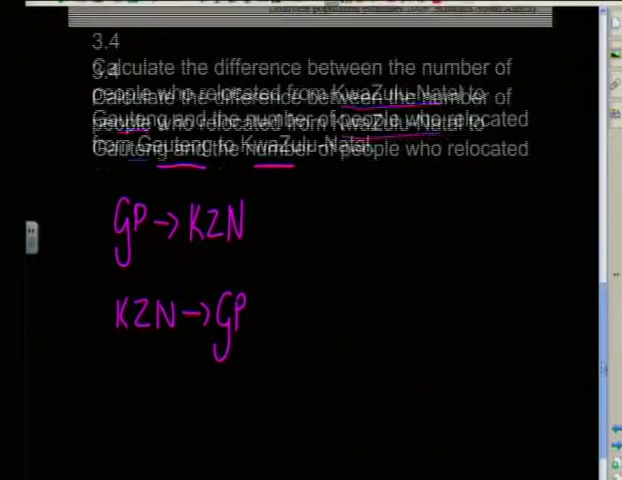 3.4
Calculate the difference between the number of
people who relocated from KwaZulu-Natal to
Gauteng and the number of people who relocated
from Gauteng to KwaZulu-Natal
GP→KZN
KZN→GP